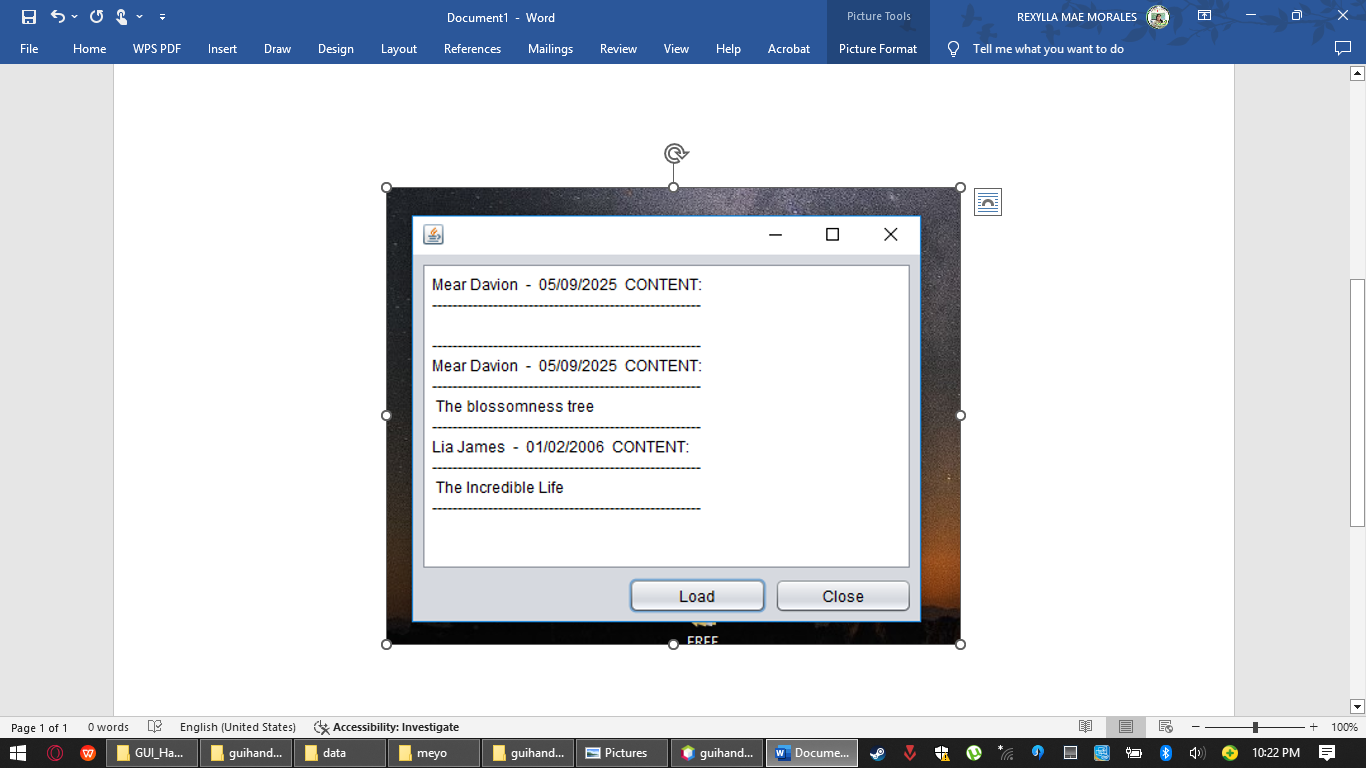 Document1 - Word
Picture Tools
REXYLLA MAE MORALES
File
Home
WPS PDF
Insert
Draw
Design
Layout
References
Mailings
Review
View
Help
Acrobat
Picture Format
Tell me what you want to do
Mear Davion - 05/09/2025 CONTENT:
-----------------------------------------------------
-----------------------------------------------------
Mear Davion - 05/09/2025 CONTENT:
-----------------------------------------------------
The blossomness tree
-----------------------------------------------------
Lia James - 01/02/2006 CONTENT:
-----------------------------------------------------
The Incredible Life
-----------------------------------------------------
Load
Close
FREE
Page 1 of 1
0 words
English (United States)
Accessibility: Investigate
100%
GUI_Ha...
guihand...
data
meyo
guihand...
Pictures
guihand...
Docume...
10:22 PM